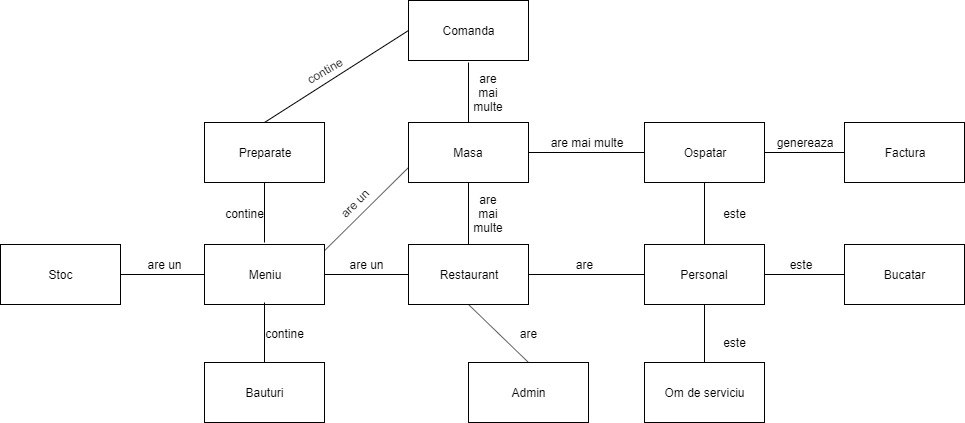 Comanda
contine
are
mai
multe
Preparate
Masa
are mai multe
Ospatar
genereaza
Factura
contine
are un
are
mai
multe
este
Stoc
are un
Meniu
are un
Restaurant
are
Personal
este
Bucatar
contine
are
este
Bauturi
Admin
Om de serviciu